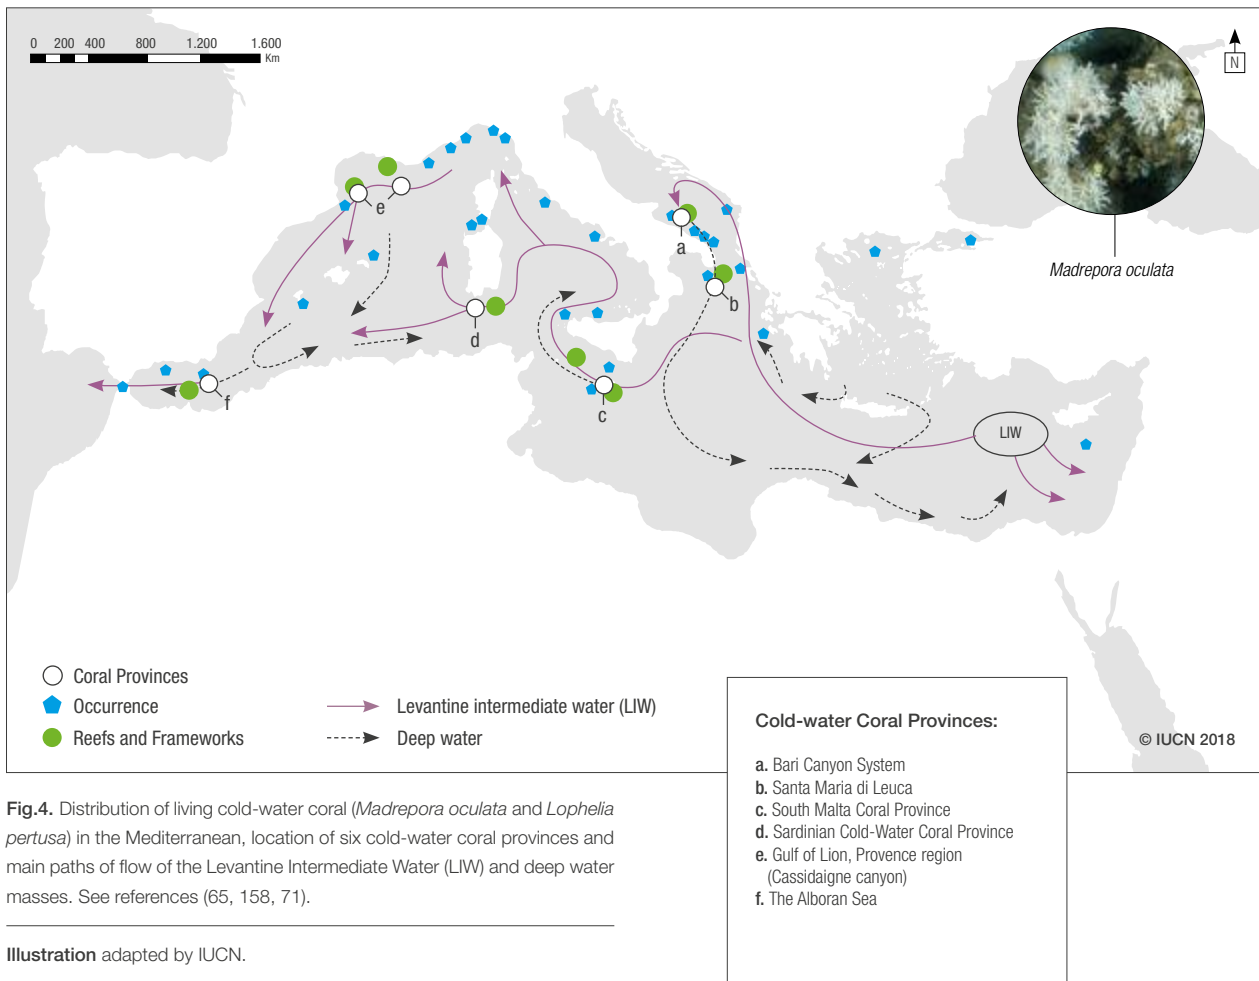 0 200 400 800 1.200 1.600
Km
N
Madrepora oculata
e
a
b
d
c
f
LIW
Coral Provinces
Occurrence
Reefs and Frameworks
Levantine intermediate water (LIW)
Deep water
© IUCN 2018
Cold-water Coral Provinces:
a. Bari Canyon System
b. Santa Maria di Leuca
c. South Malta Coral Province
d. Sardinian Cold-Water Coral Province
e. Gulf of Lion, Provence region
(Cassidaigne canyon)
f. The Alboran Sea
Fig.4. Distribution of living cold-water coral (Madrepora oculata and Lophelia
pertusa) in the Mediterranean, location of six cold-water coral provinces and
main paths of flow of the Levantine Intermediate Water (LIW) and deep water
masses. See references (65, 158, 71).
Illustration adapted by IUCN.